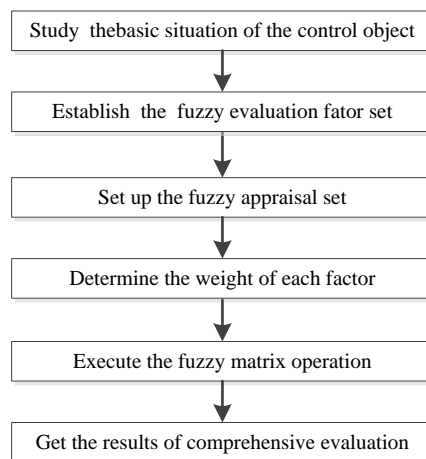 Study thebasic situation of the control object
Establish the fuzzy evaluation fator set
Set up the fuzzy appraisal set
Determine the weight of each factor
Execute the fuzzy matrix operation
Get the results of comprehensive evaluation